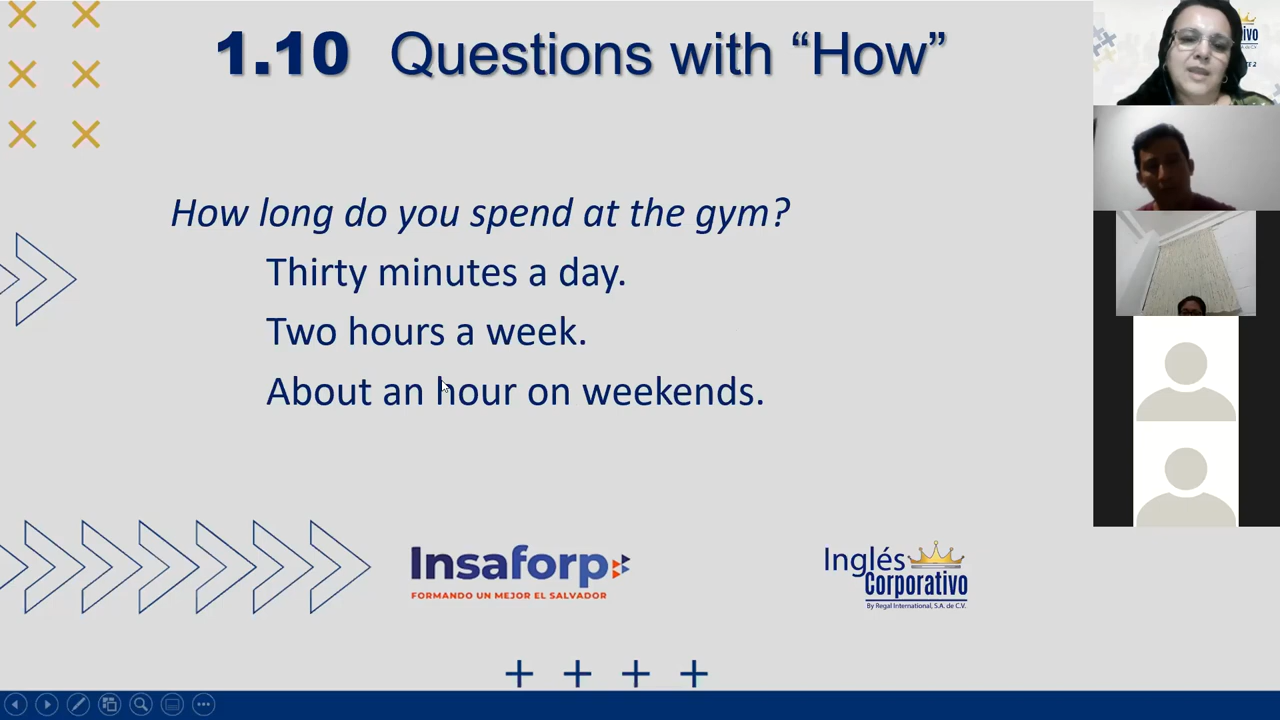 1.10 Questions with “How”
How long do you spend at the gym?
Thirty minutes a day.
Two hours a week.
About an hour on weekends.
Insaforp
FORMANDO UN MEJOR EL SALVADOR
Inglés
Corporativo
By Regal International, S.A. de C.V.